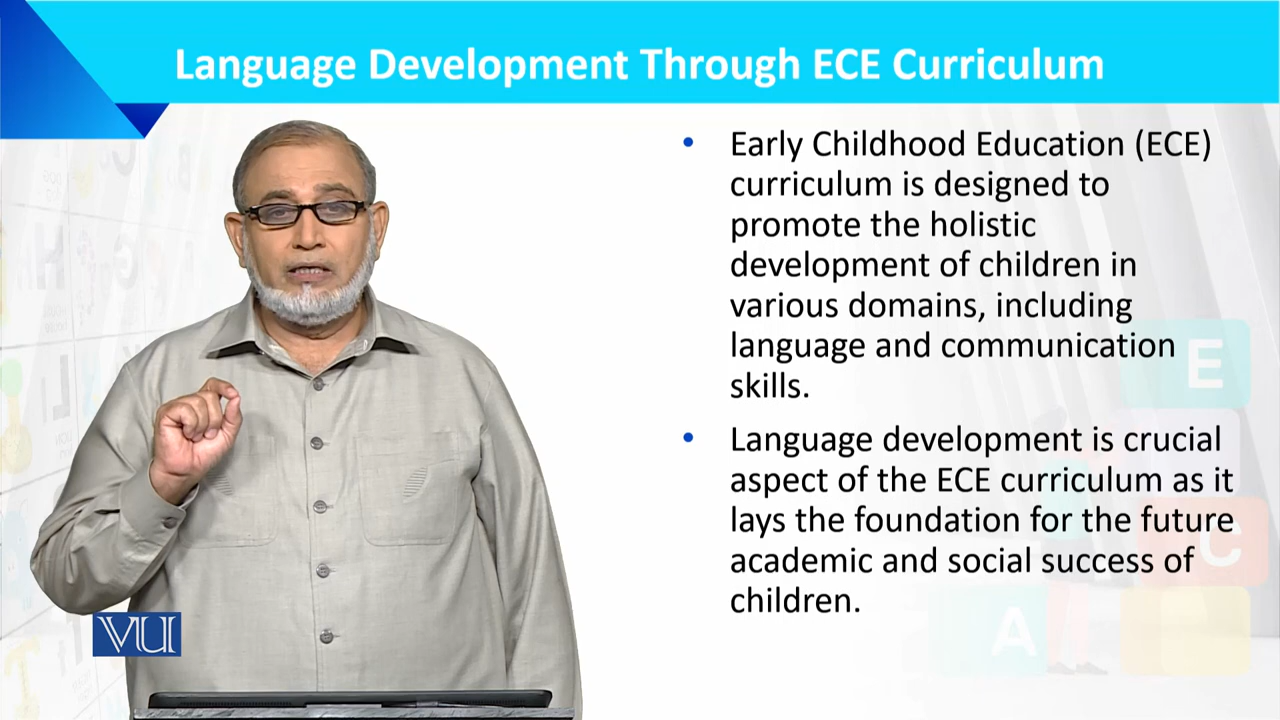 Language Development Through ECE Curriculum
• Early Childhood Education (ECE)
curriculum is designed to
promote the holistic
development of children in
various domains, including
language and communication
skills.
• Language development is crucial
aspect of the ECE curriculum as it
lays the foundation for the future
academic and social success of
children.
VU
E
C
A